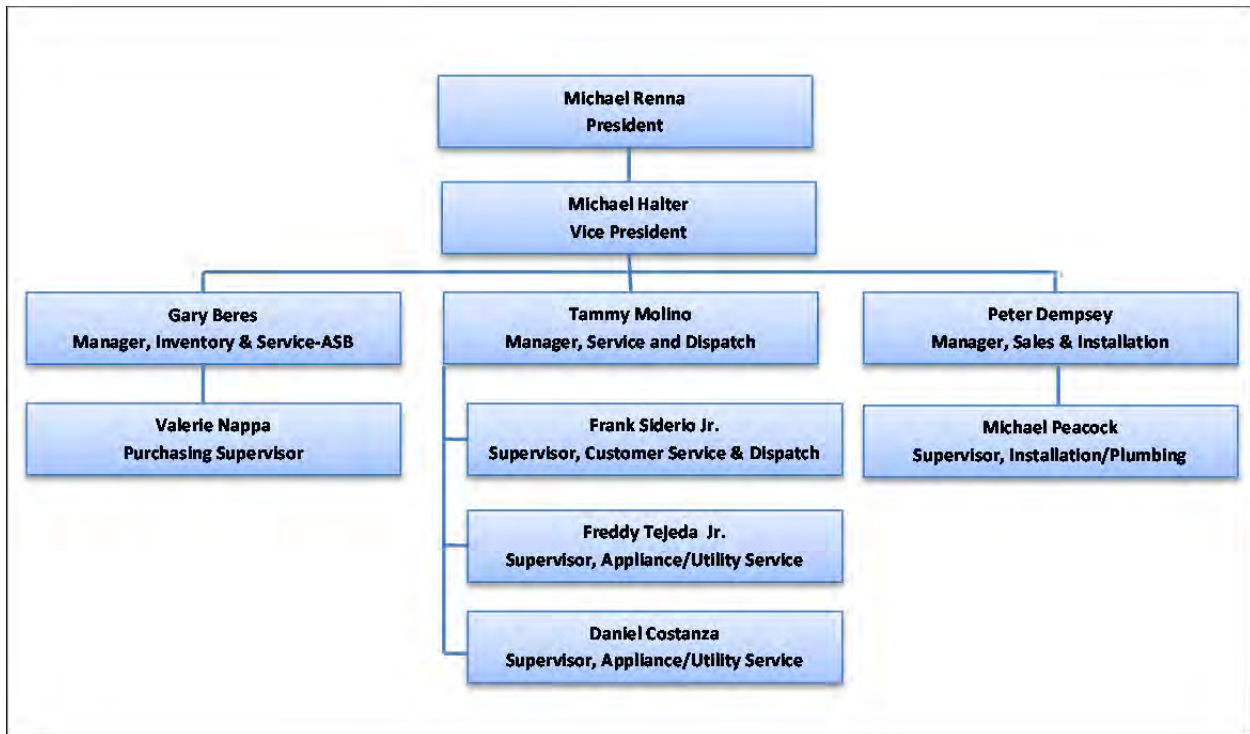 Michael Renna
President
Michael Halter
Vice President
Gary Beres
Manager, Inventory & Service-ASB
Tammy Molino
Manager, Service and Dispatch
Peter Dempsey
Manager, Sales & Installation
Valerie Nappa
Purchasing Supervisor
Frank Siderio Jr.
Supervisor, Customer Service & Dispatch
Michael Peacock
Supervisor, Installation/Plumbing
Freddy Tejeda Jr.
Supervisor, Appliance/Utility Service
Daniel Costanza
Supervisor, Appliance/Utility Service